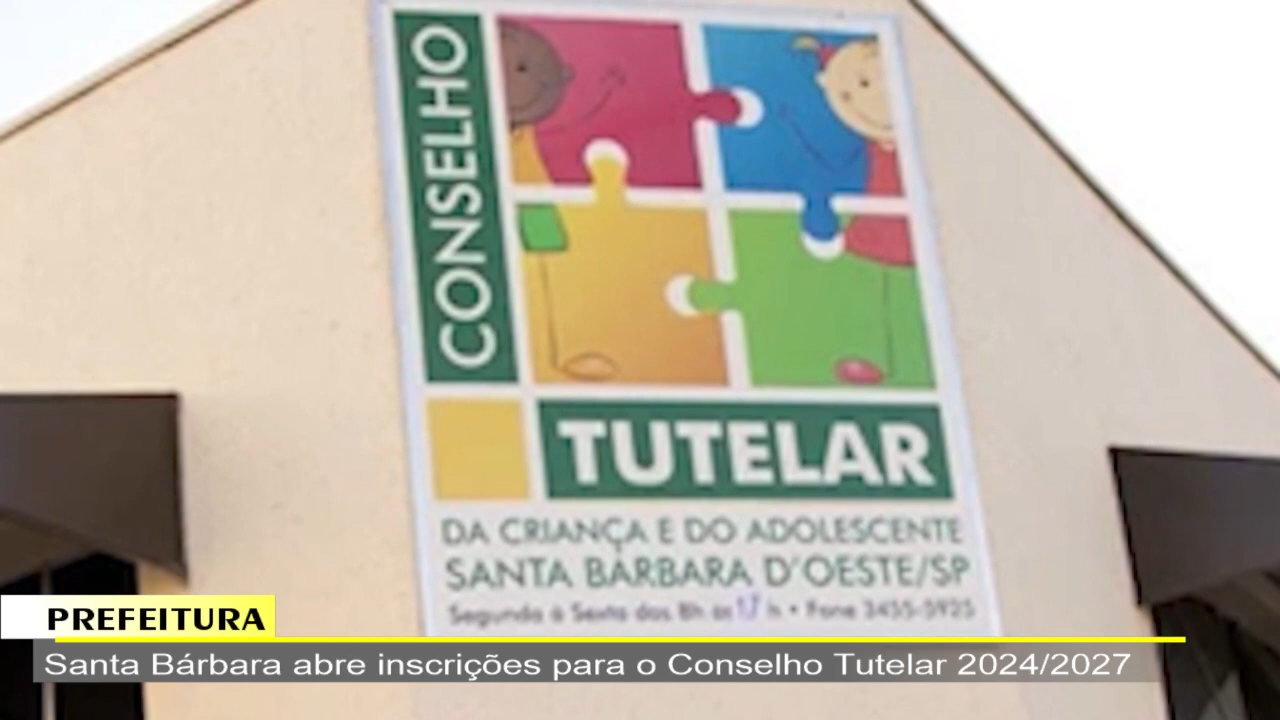 CONSELHO
TUTELAR
DA CRIANÇA E DO ADOLESCENTE
SANTA BÁRBARA D'OESTE/SP
Segunda à Sexta das 8h às 17 h • Fone 3455-5925
PREFEITURA
Santa Bárbara abre inscrições para o Conselho Tutelar 2024/2027